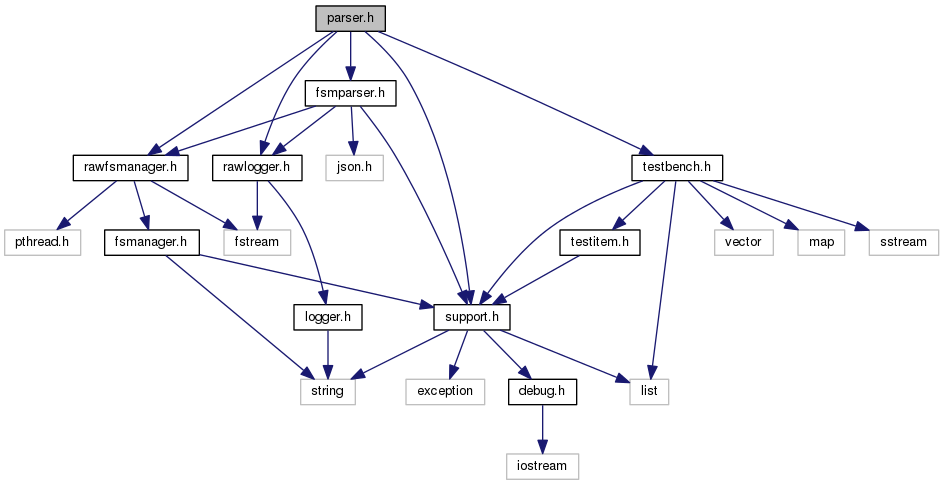 parser.h
fsmparser.h
rawfsmanager.h
rawlogger.h
json.h
testbench.h
pthread.h
fsmanager.h
fstream
testitem.h
vector
map
sstream
logger.h
support.h
string
exception
debug.h
list
iostream